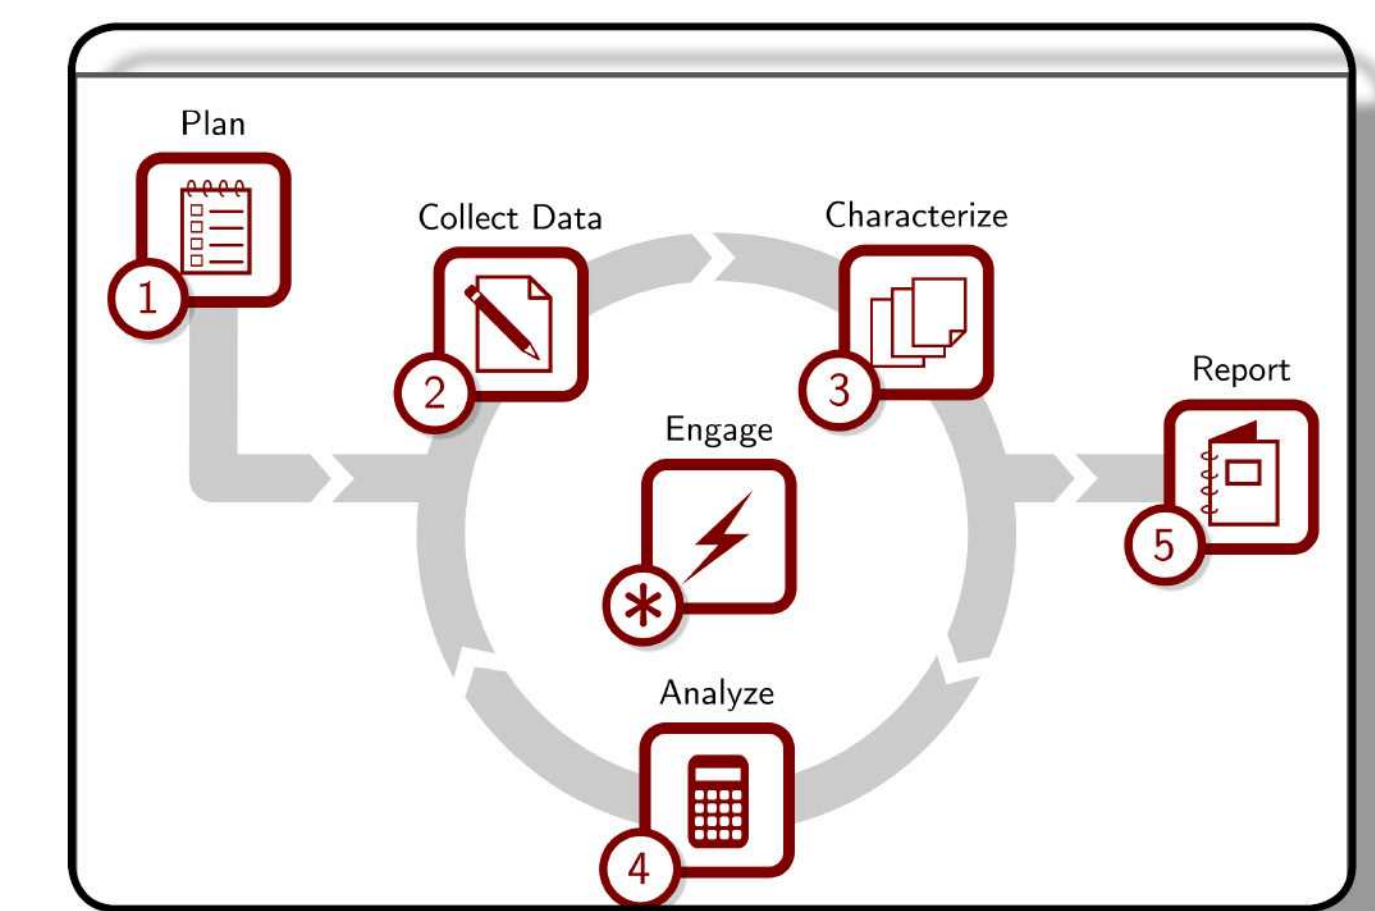 Plan
1
Collect Data
2
Characterize
3
Engage
*
Analyze
4
Report
5